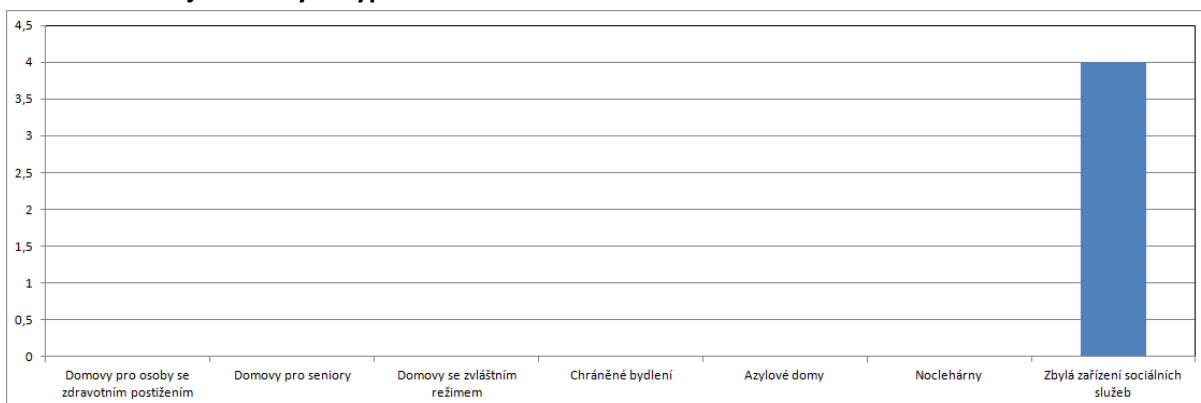 4,5
4
3,5
3
2,5
2
1,5
1
0,5
0
Domovy pro osoby se
zdravotním postižením
Domovy pro seniory
Domovy se zvláštním
režimem
Chráněné bydlení
Azylové domy
Noclehárny
Zbylá zařízení sociálních
služeb